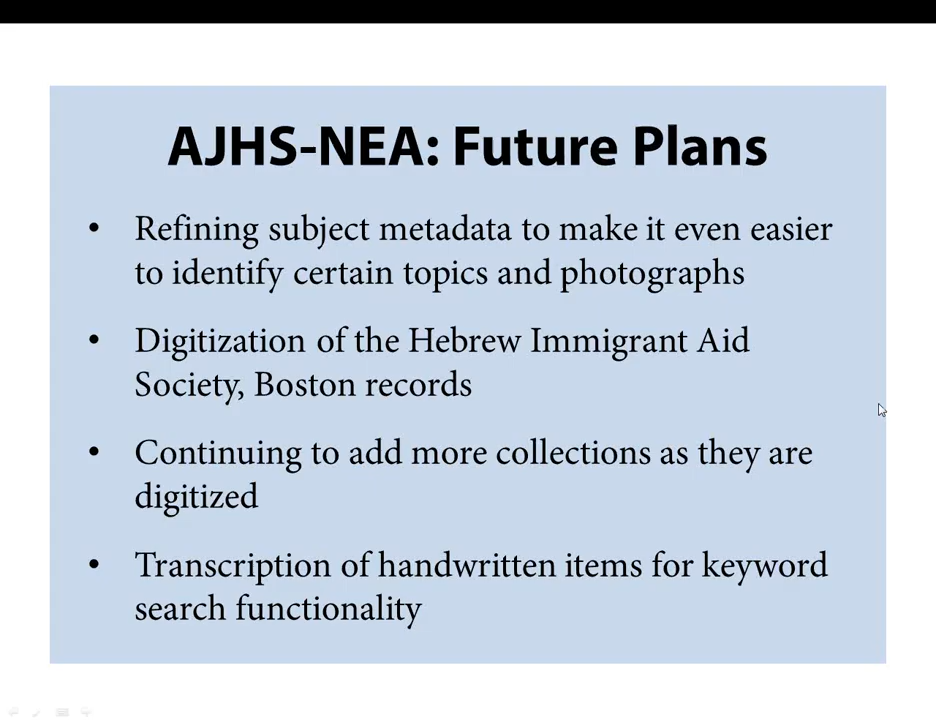 AJHS-NEA: Future Plans
• Refining subject metadata to make it even easier
to identify certain topics and photographs
• Digitization of the Hebrew Immigrant Aid
Society, Boston records
• Continuing to add more collections as they are
digitized
• Transcription of handwritten items for keyword
search functionality